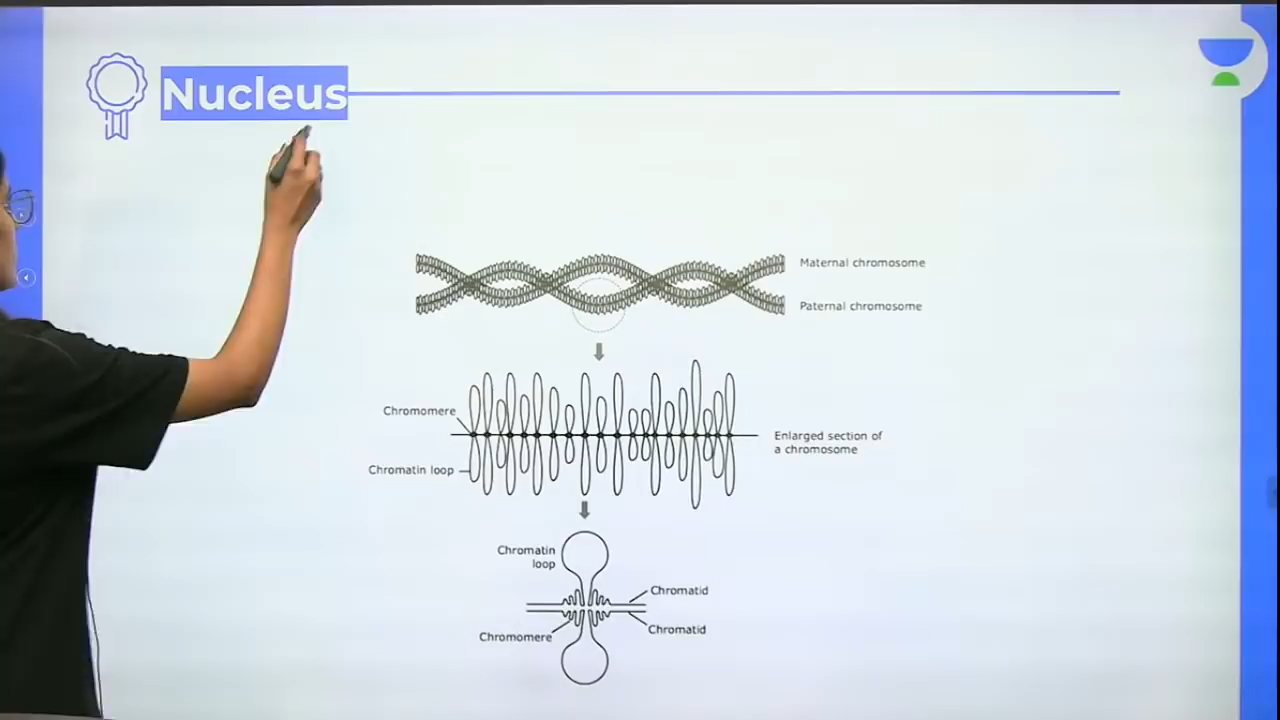 Nucleus
Maternal chromosome
Paternal chromosome
Chromomere
Chromatin loop
Enlarged section of
a chromosome
Chromatin
loop
Chromatid
Chromomere
Chromatid